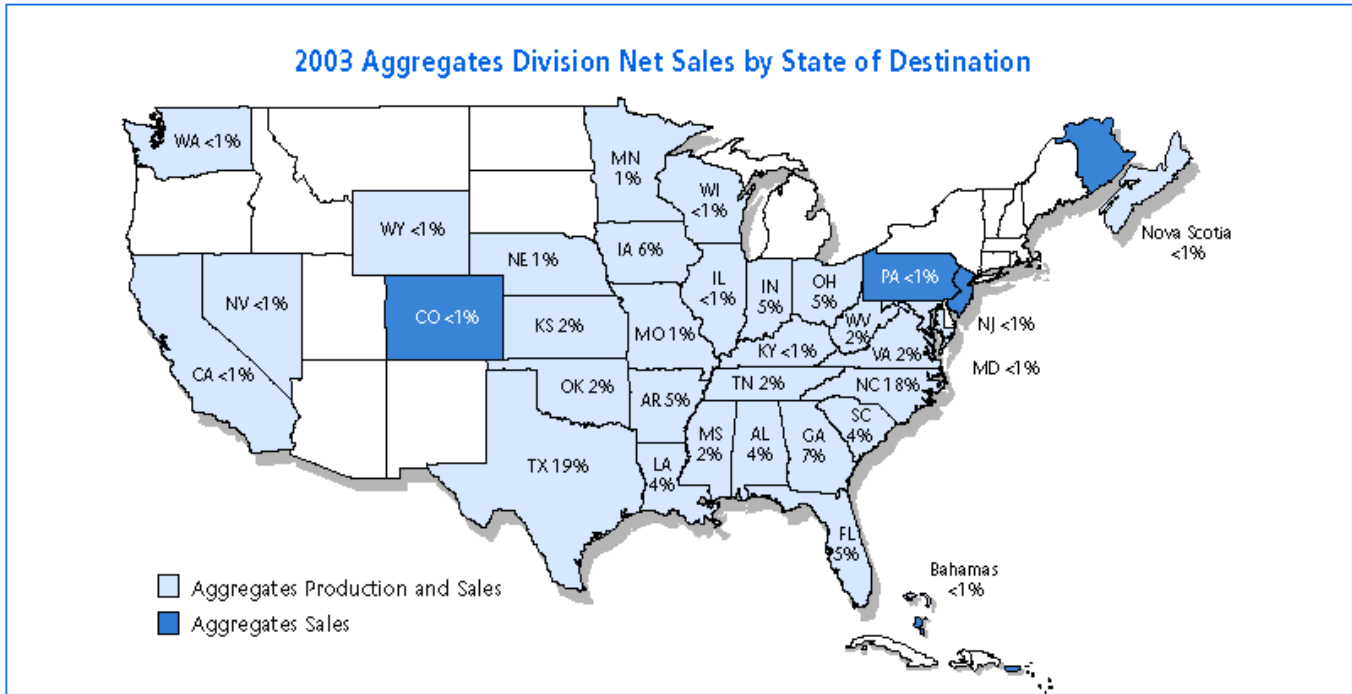 2003 Aggregates Division Net Sales by State of Destination
WA <1%
MN
1%
WI
<1%
WY <1%
Nova Scotia
<1%
IA 6%
NE 1%
PA <1%
IL
<1%
IN
5%
OH
5%
NV <1%
CO <1%
KS 2%
MO 1%
WV
2%
NJ <1%
KY <1%
VA 2%
MD <1%
CA <1%
TN 2%
NC 18%
OK 2%
AR 5%
SC
4%
MS
2%
AL
4%
GA
7%
TX 19%
LA
4%
FL
5%
Bahamas
<1%
Aggregates Production and Sales
Aggregates Sales